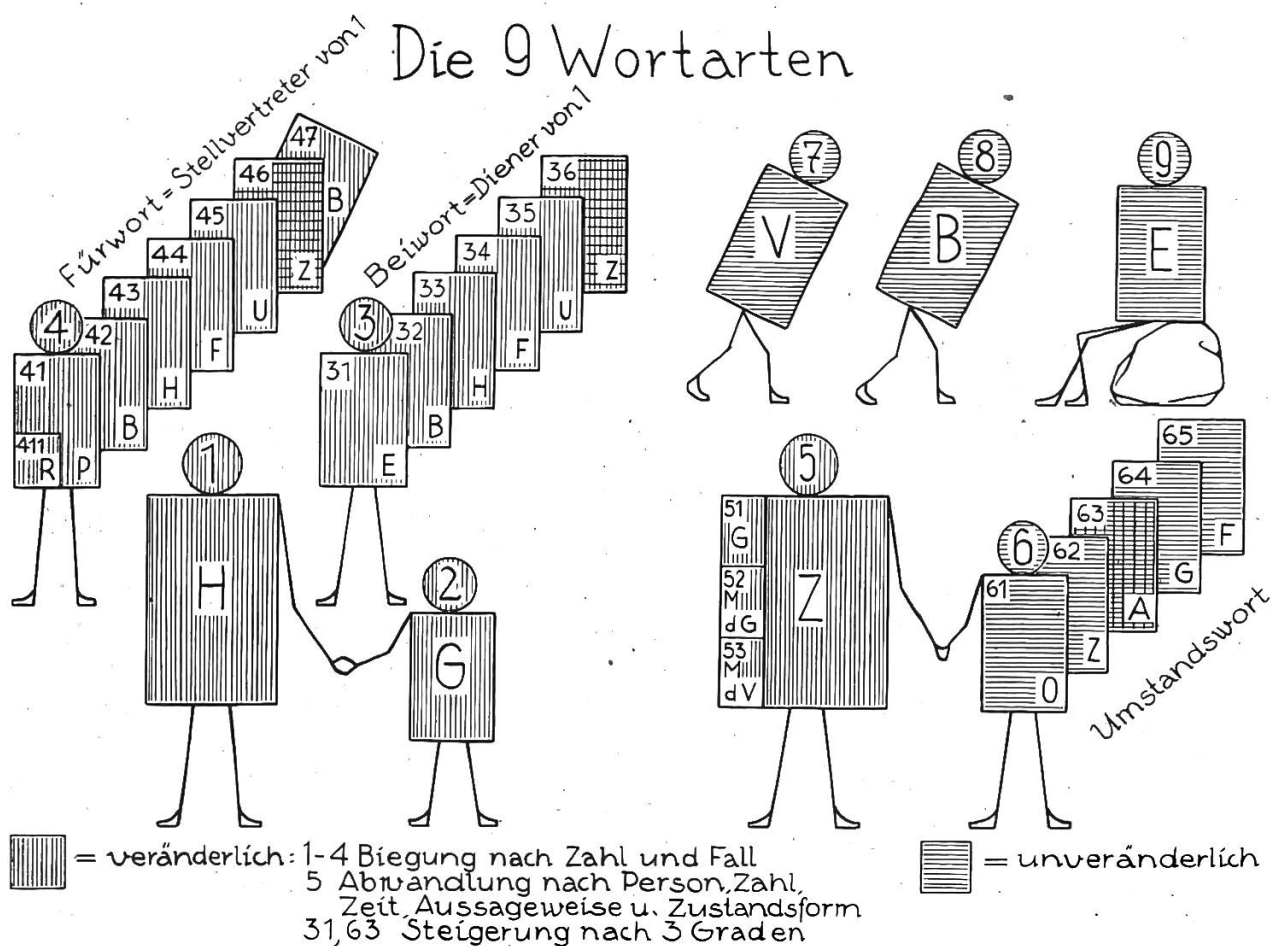 Die 9 Wortarten
Fürwort = Stellvertreter von 1
47
B
46
Z
45
U
44
F
43
H
42
B
4
41
P
411
R
Beiwort = Diener von 1
36
Z
35
U
34
F
33
H
32
B
3
31
E
7
V
8
B
9
E
1
H
2
G
5
51
G
52
M
dG
53
M
dV
Z
6
61
O
62
Z
63
A
64
G
65
F
Umstandswort
= veränderlich: 1-4 Biegung nach Zahl und Fall
5 Abwandlung nach Person, Zahl,
Zeit, Aussageweise u. Zustandsform
31,63 Steigerung nach 3 Graden
= unveränderlich